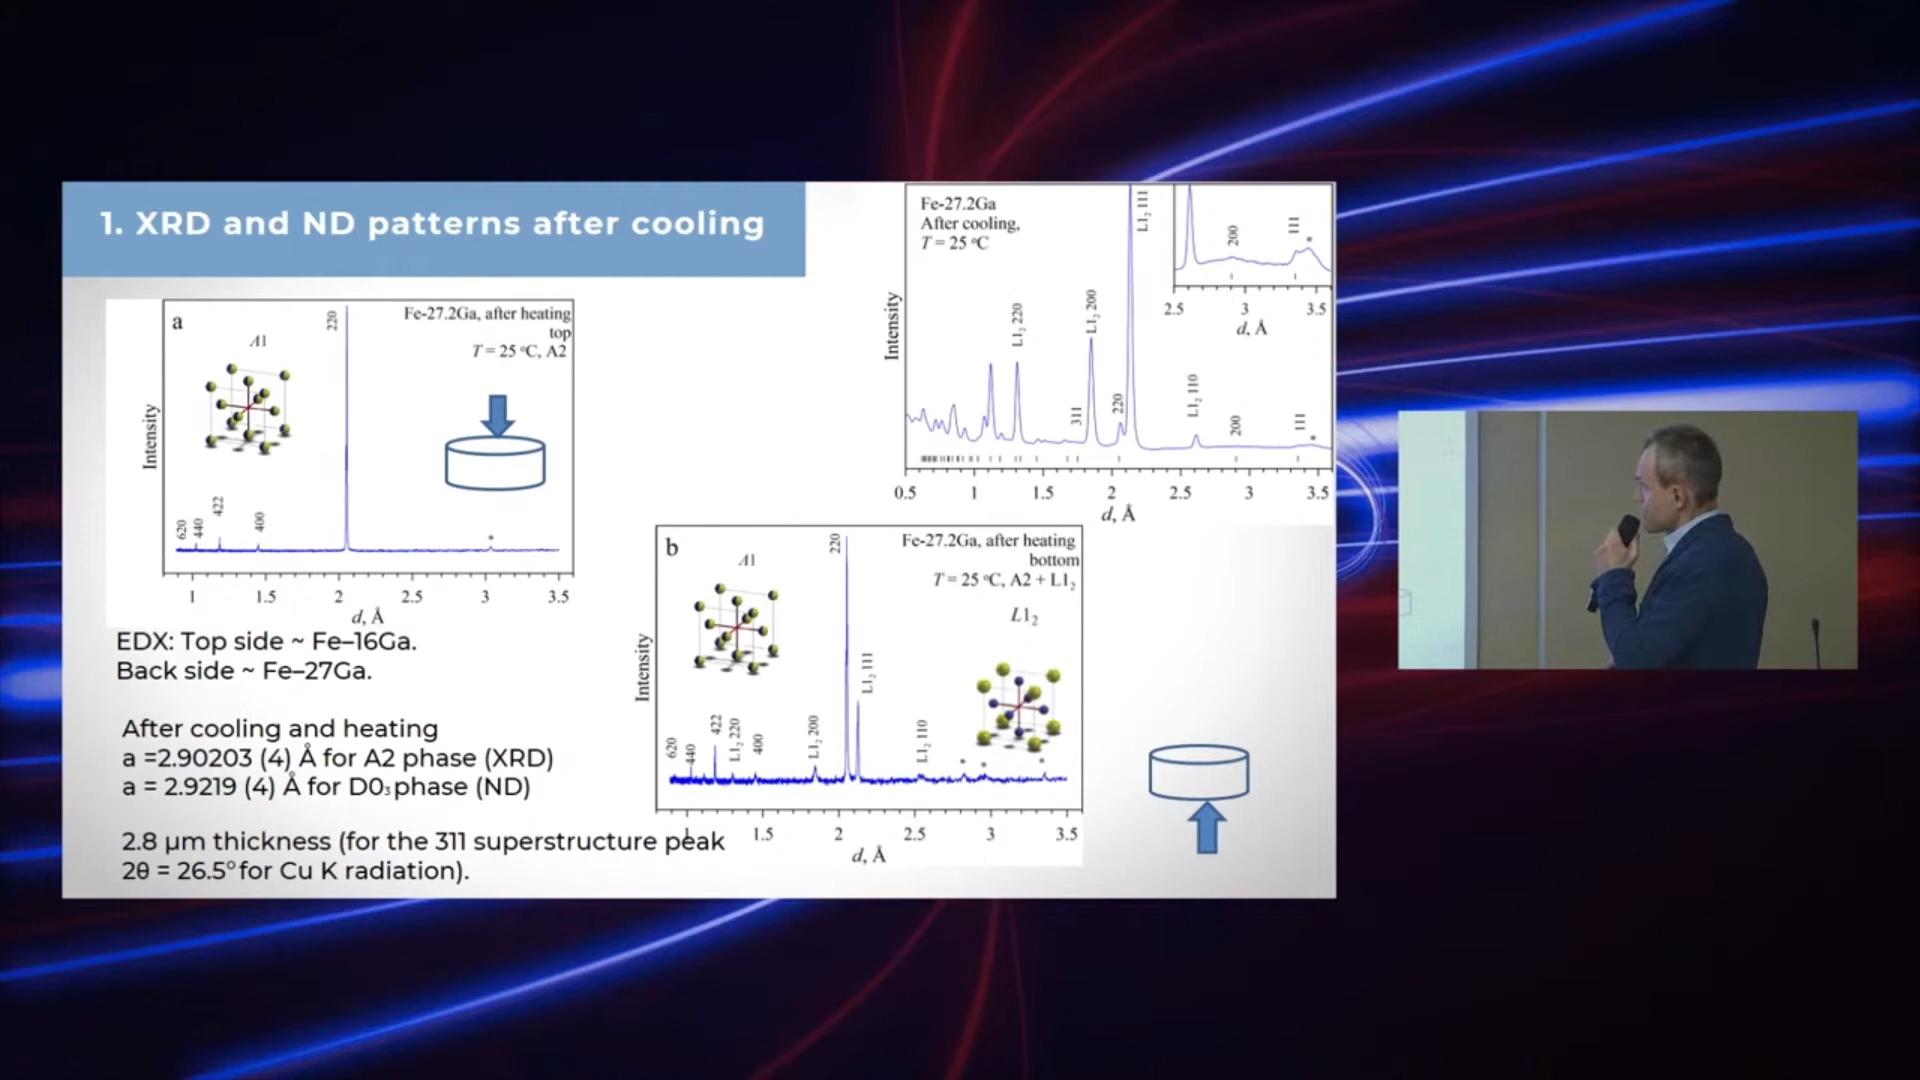 1. XRD and ND patterns after cooling
a
A1
220
Fe-27.2Ga, after heating
top
T = 25 °C, A2
Intensity
620
440
422
400
*
1 1.5 2 2.5 3 3.5
d, Å
EDX: Top side ~ Fe–16Ga.
Back side ~ Fe–27Ga.
After cooling and heating
a =2.90203 (4) Å for A2 phase (XRD)
a = 2.9219 (4) Å for D0₃ phase (ND)
2.8 µm thickness (for the 311 superstructure peak
2θ = 26.5° for Cu K radiation).
Fe-27.2Ga
After cooling,
T = 25 °C
Intensity
L1₂ 220
311
L1₂ 200
220
L1₂ 111
L1₂ 110
200
111
*
0.5 1 1.5 2 2.5 3 3.5
d, Å
200
111
*
2.5 3 3.5
d, Å
b
A1
220
Fe-27.2Ga, after heating
bottom
T = 25 °C, A2 + L1₂
L1₂
Intensity
620
440
422
L1₂ 220
400
L1₂ 200
L1₂ 111
L1₂ 110
* * *
1 1.5 2 2.5 3 3.5
d, Å